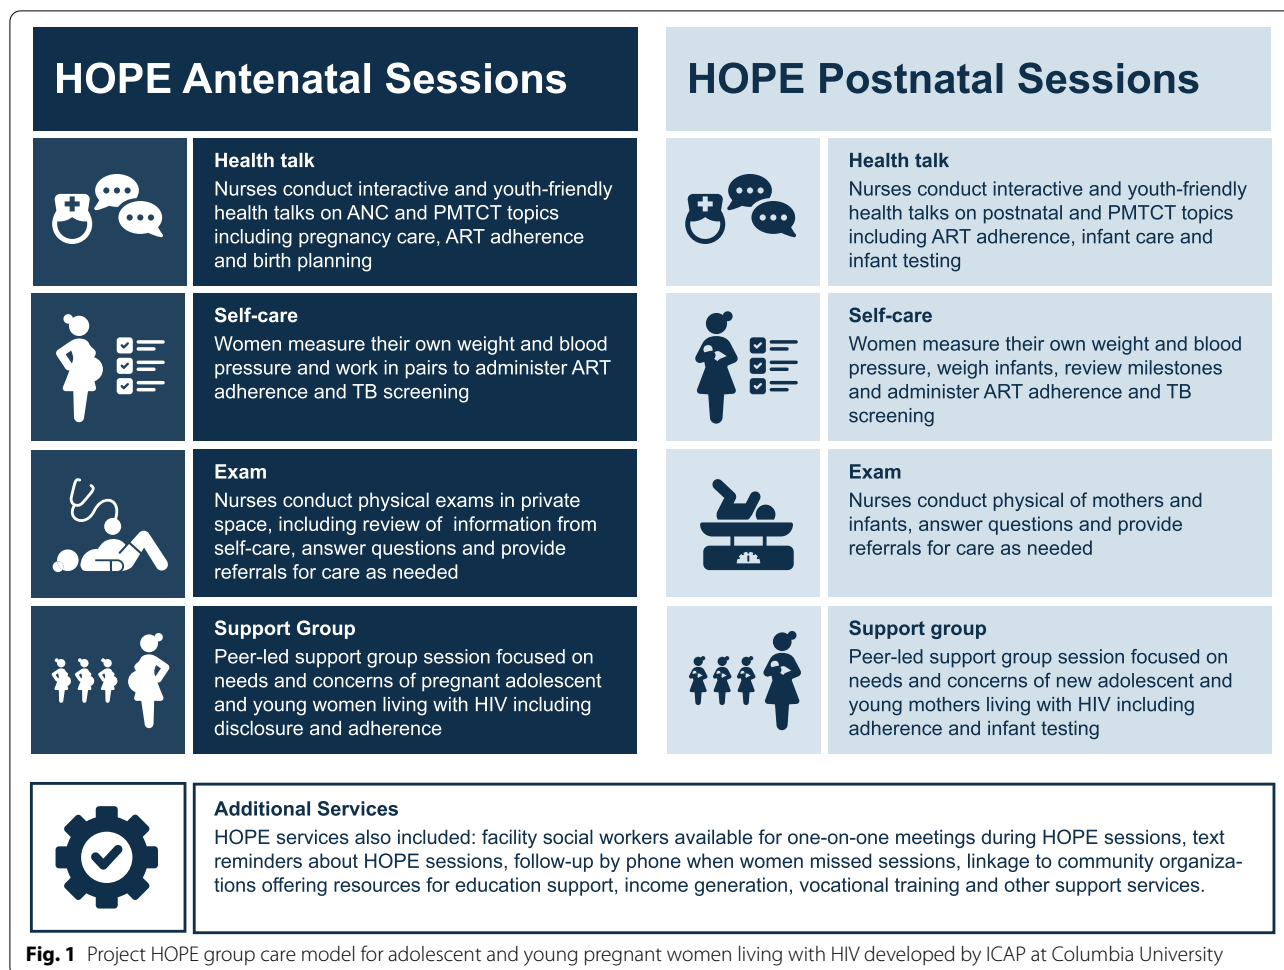 HOPE Antenatal Sessions
Health talk
Nurses conduct interactive and youth-friendly
health talks on ANC and PMTCT topics
including pregnancy care, ART adherence
and birth planning
Self-care
Women measure their own weight and blood
pressure and work in pairs to administer ART
adherence and TB screening
Exam
Nurses conduct physical exams in private
space, including review of  information from
self-care, answer questions and provide
referrals for care as needed
Support Group
Peer-led support group session focused on
needs and concerns of pregnant adolescent
and young women living with HIV including
disclosure and adherence
HOPE Postnatal Sessions
Health talk
Nurses conduct interactive and youth-friendly
health talks on postnatal and PMTCT topics
including ART adherence, infant care and
infant testing
Self-care
Women measure their own weight and blood
pressure, weigh infants, review milestones
and administer ART adherence and TB
screening
Exam
Nurses conduct physical of mothers and
infants, answer questions and provide
referrals for care as needed
Support group
Peer-led support group session focused on
needs and concerns of new adolescent and
young mothers living with HIV including
adherence and infant testing
Additional Services
HOPE services also included: facility social workers available for one-on-one meetings during HOPE sessions, text
reminders about HOPE sessions, follow-up by phone when women missed sessions, linkage to community organiza-
tions offering resources for education support, income generation, vocational training and other support services.
Fig. 1 Project HOPE group care model for adolescent and young pregnant women living with HIV developed by ICAP at Columbia University